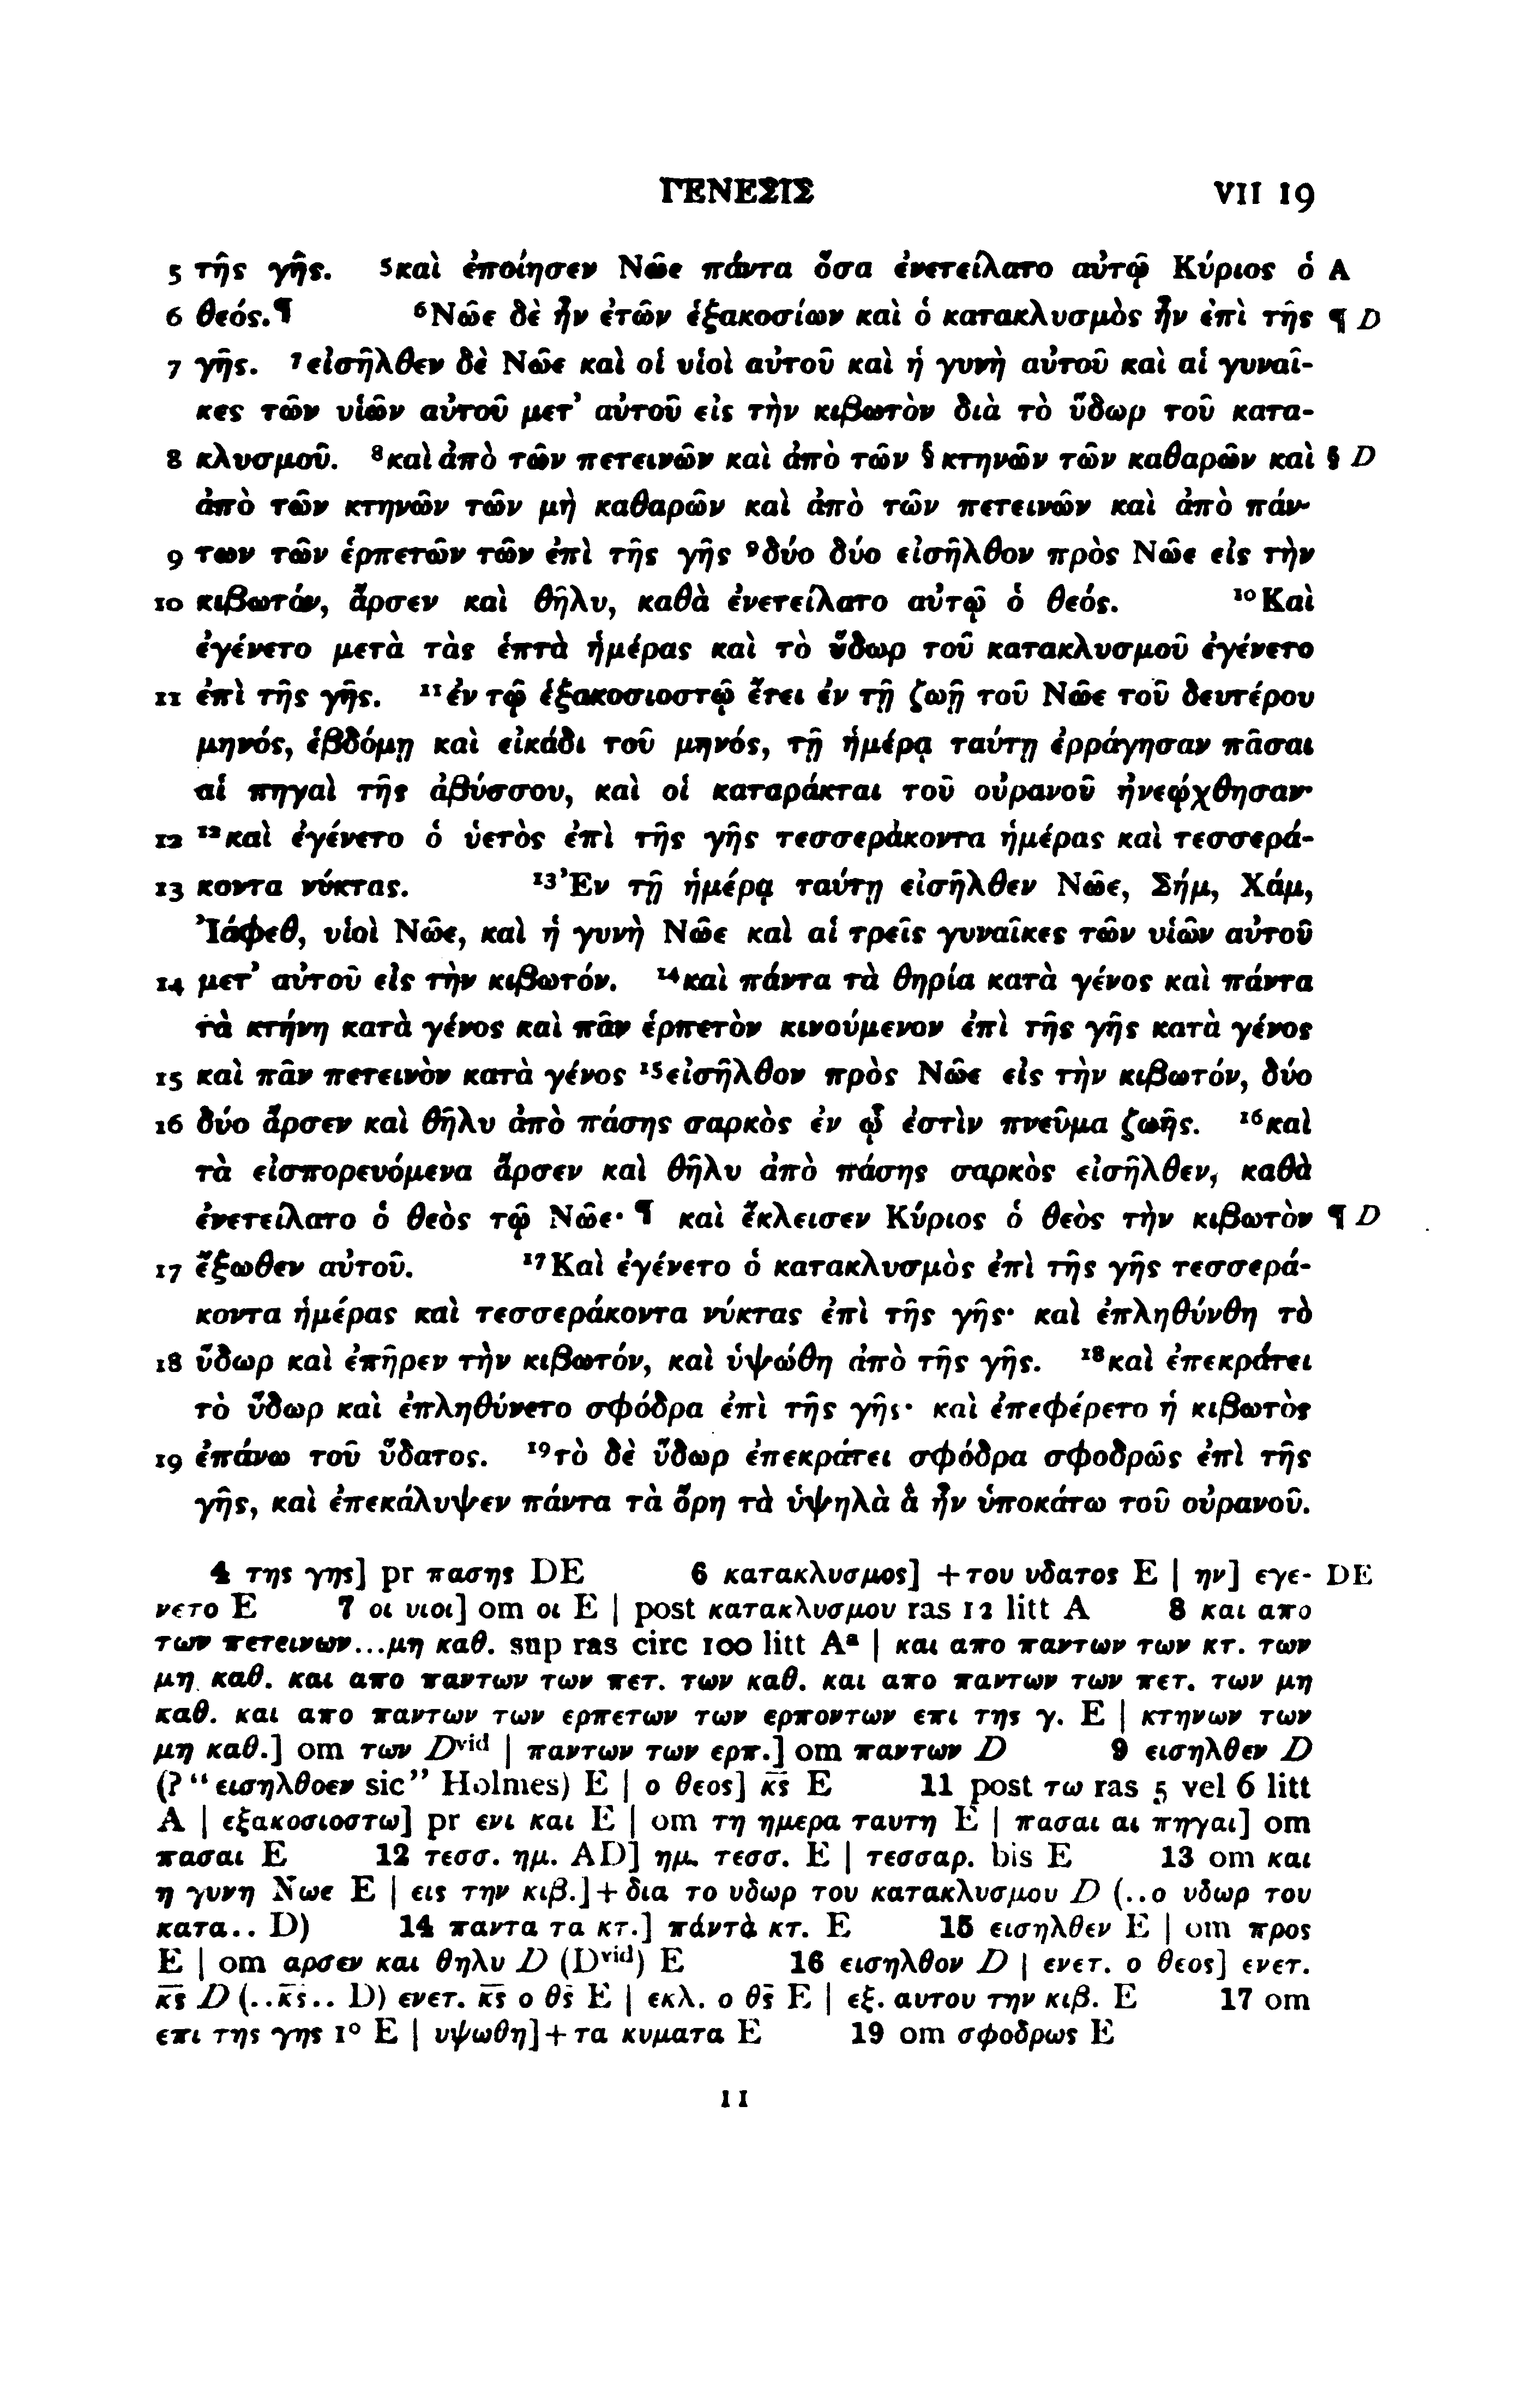 ΓΕΝΕΣΙΣ VII 19
5 τῆς γῆς. ⁵καὶ ἐποίησεν Νῶε πάντα ὅσα ἐνετείλατο αὐτῷ Κύριος ὁ A
6 θεός.¶ ⁶Νῶε δὲ ἦν ἐτῶν ἑξακοσίων καὶ ὁ κατακλυσμὸς ἦν ἐπὶ τῆς ¶ D
7 γῆς. ⁷εἰσῆλθεν δὲ Νῶε καὶ οἱ υἱοὶ αὐτοῦ καὶ ἡ γυνὴ αὐτοῦ καὶ αἱ γυναῖ-
κες τῶν υἱῶν αὐτοῦ μετ’ αὐτοῦ εἰς τὴν κιβωτὸν διὰ τὸ ὕδωρ τοῦ κατα-
8 κλυσμοῦ. ⁸καὶ ἀπὸ τῶν πετεινῶν καὶ ἀπὸ τῶν §κτηνῶν τῶν καθαρῶν καὶ § D
ἀπὸ τῶν κτηνῶν τῶν μὴ καθαρῶν καὶ ἀπὸ τῶν πετεινῶν καὶ ἀπὸ πάν-
9 των τῶν ἑρπετῶν τῶν ἐπὶ τῆς γῆς ⁹δύο δύο εἰσῆλθον πρὸς Νῶε εἰς τὴν
10 κιβωτόν, ἄρσεν καὶ θῆλυ, καθὰ ἐνετείλατο αὐτῷ ὁ θεός. ¹⁰Καὶ
ἐγένετο μετὰ τὰς ἑπτὰ ἡμέρας καὶ τὸ ὕδωρ τοῦ κατακλυσμοῦ ἐγένετο
11 ἐπὶ τῆς γῆς. ¹¹ἐν τῷ ἑξακοσιοστῷ ἔτει ἐν τῇ ζωῇ τοῦ Νῶε τοῦ δευτέρου
μηνός, ἑβδόμῃ καὶ εἰκάδι τοῦ μηνός, τῇ ἡμέρᾳ ταύτῃ ἐρράγησαν πᾶσαι
αἱ πηγαὶ τῆς ἀβύσσου, καὶ οἱ καταράκται τοῦ οὐρανοῦ ἠνεῴχθησαν·
12 ¹²καὶ ἐγένετο ὁ ὑετὸς ἐπὶ τῆς γῆς τεσσεράκοντα ἡμέρας καὶ τεσσερά-
13 κοντα νύκτας. ¹³Ἐν τῇ ἡμέρᾳ ταύτῃ εἰσῆλθεν Νῶε, Σήμ, Χάμ,
Ἰάφεθ, υἱοὶ Νῶε, καὶ ἡ γυνὴ Νῶε καὶ αἱ τρεῖς γυναῖκες τῶν υἱῶν αὐτοῦ
14 μετ’ αὐτοῦ εἰς τὴν κιβωτόν. ¹⁴καὶ πάντα τὰ θηρία κατὰ γένος καὶ πάντα
τὰ κτήνη κατὰ γένος καὶ πᾶν ἑρπετὸν κινούμενον ἐπὶ τῆς γῆς κατὰ γένος
15 καὶ πᾶν πετεινὸν κατὰ γένος ¹⁵εἰσῆλθον πρὸς Νῶε εἰς τὴν κιβωτόν, δύο
16 δύο ἄρσεν καὶ θῆλυ ἀπὸ πάσης σαρκὸς ἐν ᾧ ἐστὶν πνεῦμα ζωῆς. ¹⁶καὶ
τὰ εἰσπορευόμενα ἄρσεν καὶ θῆλυ ἀπὸ πάσης σαρκὸς εἰσῆλθεν, καθὰ
ἐνετείλατο ὁ θεὸς τῷ Νῶε·¶ καὶ ἔκλεισεν Κύριος ὁ θεὸς τὴν κιβωτὸν ¶ D
17 ἔξωθεν αὐτοῦ. ¹⁷Καὶ ἐγένετο ὁ κατακλυσμὸς ἐπὶ τῆς γῆς τεσσερά-
κοντα ἡμέρας καὶ τεσσεράκοντα νύκτας ἐπὶ τῆς γῆς· καὶ ἐπληθύνθη τὸ
18 ὕδωρ καὶ ἐπῆρεν τὴν κιβωτόν, καὶ ὑψώθη ἀπὸ τῆς γῆς. ¹⁸καὶ ἐπεκράτει
τὸ ὕδωρ καὶ ἐπληθύνετο σφόδρα ἐπὶ τῆς γῆς· καὶ ἐπεφέρετο ἡ κιβωτὸς
19 ἐπάνω τοῦ ὕδατος. ¹⁹τὸ δὲ ὕδωρ ἐπεκράτει σφόδρα σφοδρῶς ἐπὶ τῆς
γῆς, καὶ ἐπεκάλυψεν πάντα τὰ ὄρη τὰ ὑψηλὰ ἃ ἦν ὑποκάτω τοῦ οὐρανοῦ.
4 της γης] pr πασης DE 6 κατακλυσμος] +του υδατος E | ην] εγε- DE
νετο E 7 οι υιοι] om οι E | post κατακλυσμου ras 12 litt A 8 και απο
των πετεινων...μη καθ. sup ras circ 100 litt Aᵃ | και απο παντων των κτ. των
μη καθ. και απο παντων των πετ. των καθ. και απο παντων των πετ. των μη
καθ. και απο παντων των ερπετων των ερποντων επι της γ. E | κτηνων των
μη καθ.] om των Dᵛⁱᵈ | παντων των ερπ.] om παντων D 9 εισηλθεν D
(? “εισηλθοεν sic” Holmes) E | ο θεος] κ̅ς̅ E 11 post τω ras 5 vel 6 litt
A | εξακοσιοστω] pr ενι και E | om τη ημερα ταυτη E | πασαι αι πηγαι] om
πασαι E 12 τεσσ. ημ. AD] ημ. τεσσ. E | τεσσαρ. bis E 13 om και
η γυνη Νωε E | εις την κιβ.]+δια το υδωρ του κατακλυσμου D (..ο υδωρ του
κατα.. D) 14 παντα τα κτ.] πάντὰ κτ. E 15 εισηλθεν E | om προς
E | om αρσεν και θηλυ D (Dᵛⁱᵈ) E 16 εισηλθον D | ενετ. ο θεος] ενετ.
κ̅ς̅ D (..κ̅ς̅.. D) ενετ. κ̅ς̅ ο θ̅ς̅ E | εκλ. ο θ̅ς̅ E | εξ. αυτου την κιβ. E 17 om
επι της γης 1° E | υψωθη]+τα κυματα E 19 om σφοδρως E
11